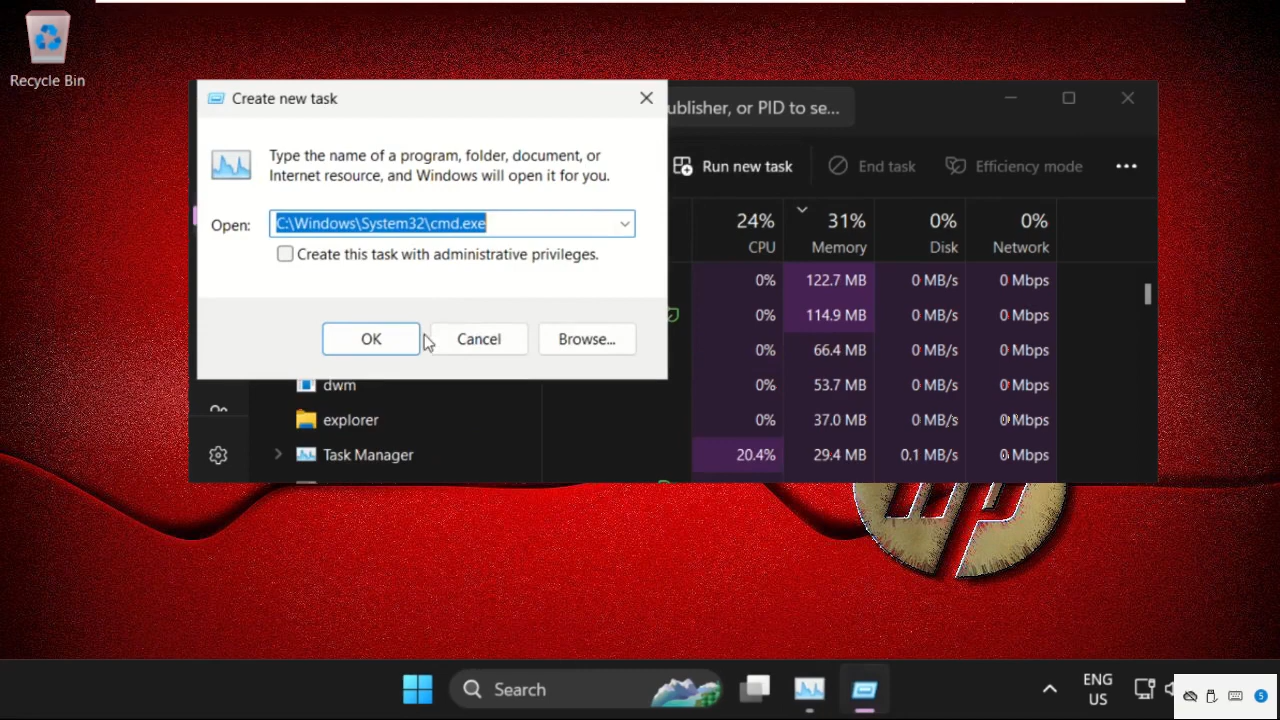 Recycle Bin
Create new task
Type the name of a program, folder, document, or
Internet resource, and Windows will open it for you.
Open: C:\Windows\System32\cmd.exe
Create this task with administrative privileges.
OK Cancel Browse...
ublisher, or PID to se...
Run new task End task Efficiency mode
24% 31% 0% 0%
CPU Memory Disk Network
0% 122.7 MB 0 MB/s 0 Mbps
0% 114.9 MB 0 MB/s 0 Mbps
0% 66.4 MB 0 MB/s 0 Mbps
dwm 0% 53.7 MB 0 MB/s 0 Mbps
explorer 0% 37.0 MB 0 MB/s 0 Mbps
Task Manager 20.4% 29.4 MB 0.1 MB/s 0 Mbps
hp
Search
ENG
US
5